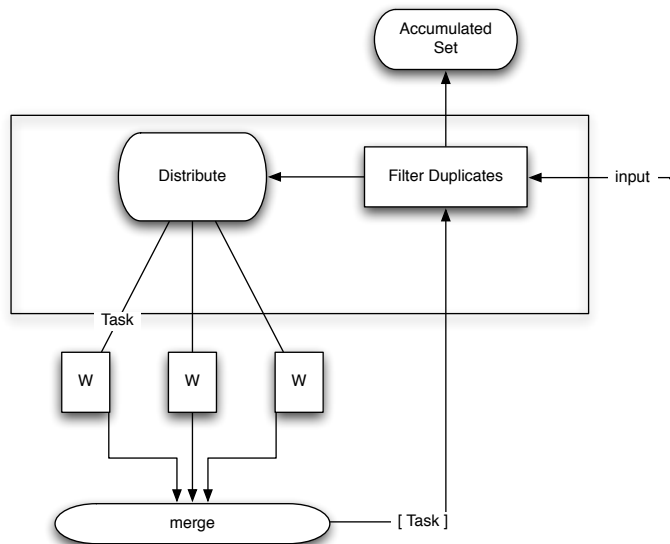 Accumulated
Set
Distribute
Filter Duplicates
input
Task
W
W
W
merge
[ Task ]